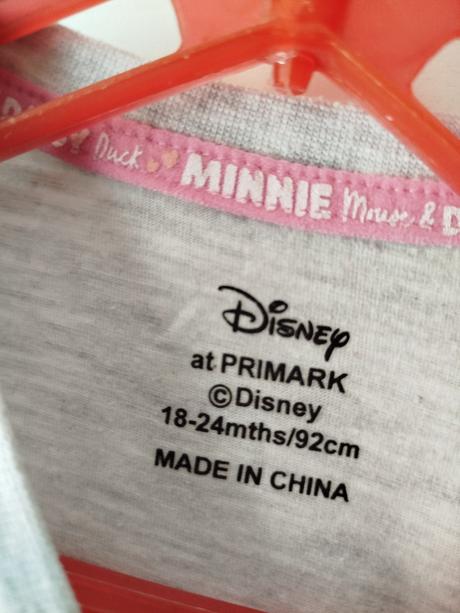 Duck MINNIE Mouse & D
Disney
at PRIMARK
©Disney
18-24mths/92cm
MADE IN CHINA